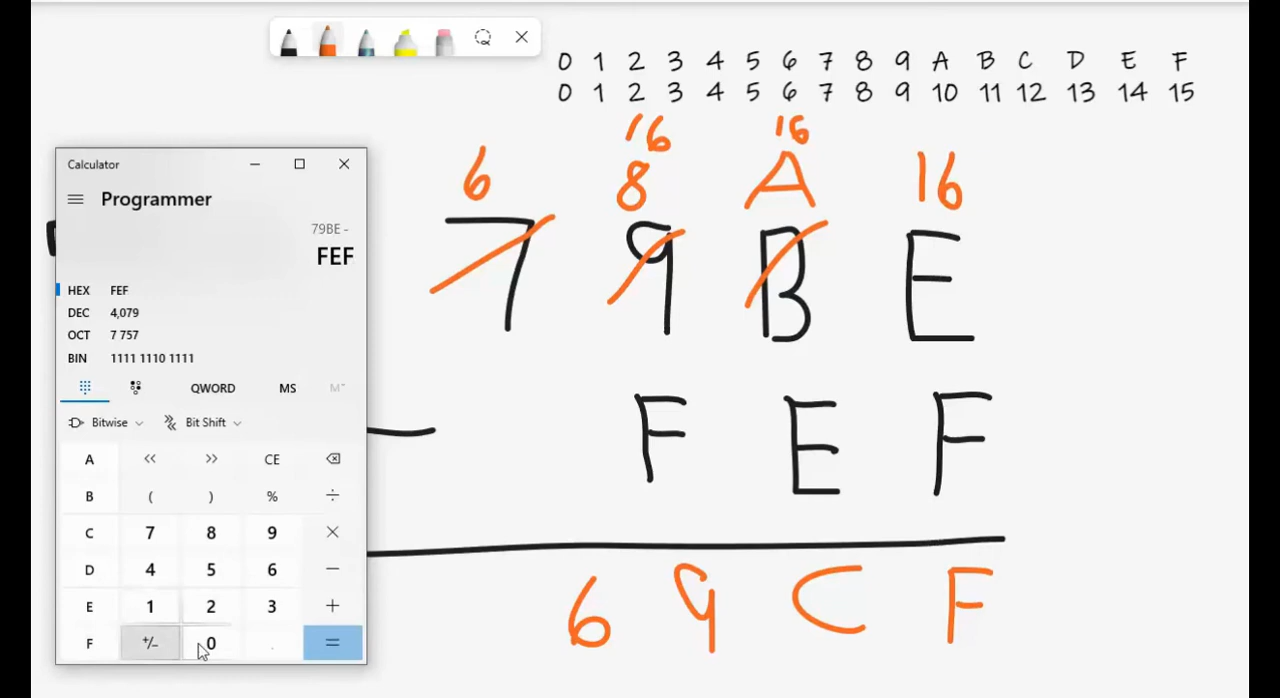 0 1 2 3 4 5 6 7 8 9 A B C D E F
0 1 2 3 4 5 6 7 8 9 10 11 12 13 14 15
16 16
6 8 A 16
7 9 B E
— F E F
6 9 C F
Calculator
Programmer
79BE -
FEF
HEX FEF
DEC 4,079
OCT 7 757
BIN 1111 1110 1111
QWORD MS M˅
Bitwise Bit Shift
A << >> CE
B ( ) % ÷
C 7 8 9 ×
D 4 5 6 −
E 1 2 3 +
F +/- 0 . =